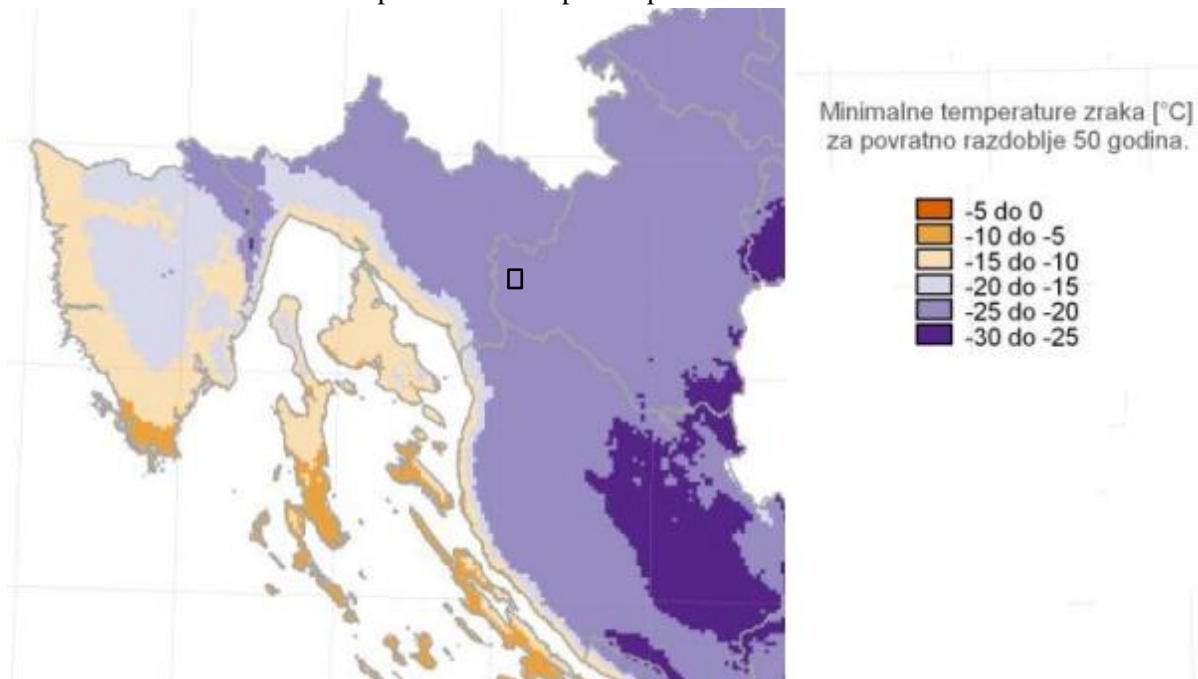 Minimalne temperature zraka [°C]
za povratno razdoblje 50 godina.
-5 do 0
-10 do -5
-15 do -10
-20 do -15
-25 do -20
-30 do -25